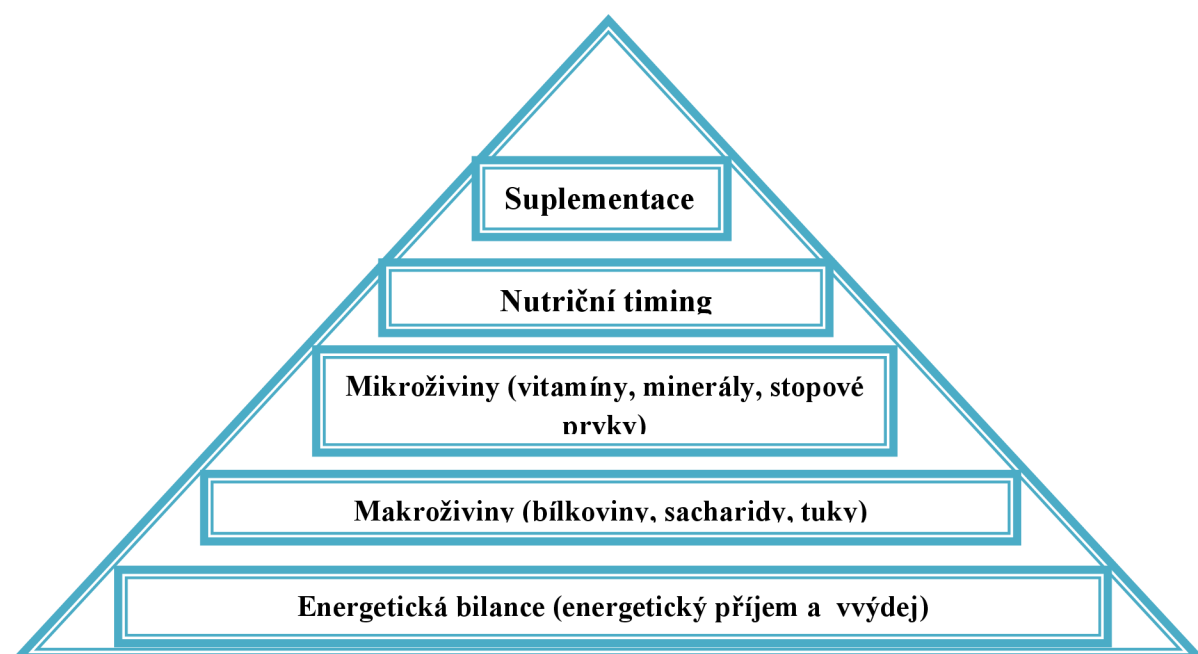 Suplementace
Nutriční timing
Mikroživiny (vitamíny, minerály, stopové
prvky)
Makroživiny (bílkoviny, sacharidy, tuky)
Energetická bilance (energetický příjem a  vvýdej)